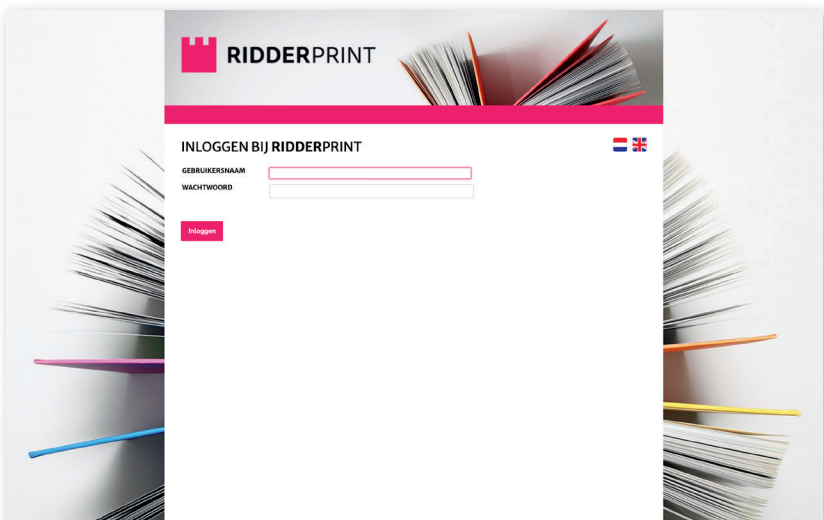 RIDDERPRINT
INLOGGEN BIJ RIDDERPRINT
GEBRUIKERSNAAM
WACHTWOORD
Inloggen